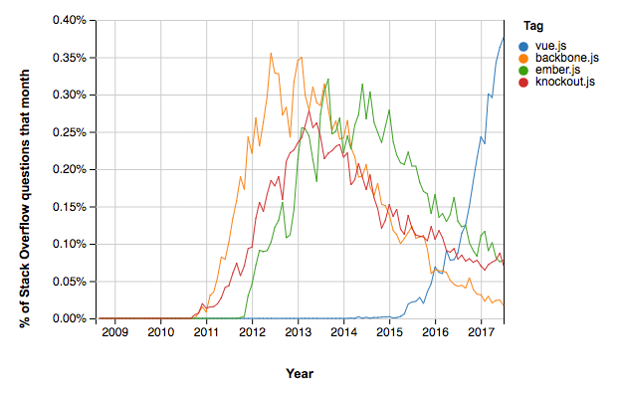 0.40%
0.35%
0.30%
0.25%
0.20%
0.15%
0.10%
0.05%
0.00%
% of Stack Overflow questions that month
2009 2010 2011 2012 2013 2014 2015 2016 2017
Year
Tag
vue.js
backbone.js
ember.js
knockout.js